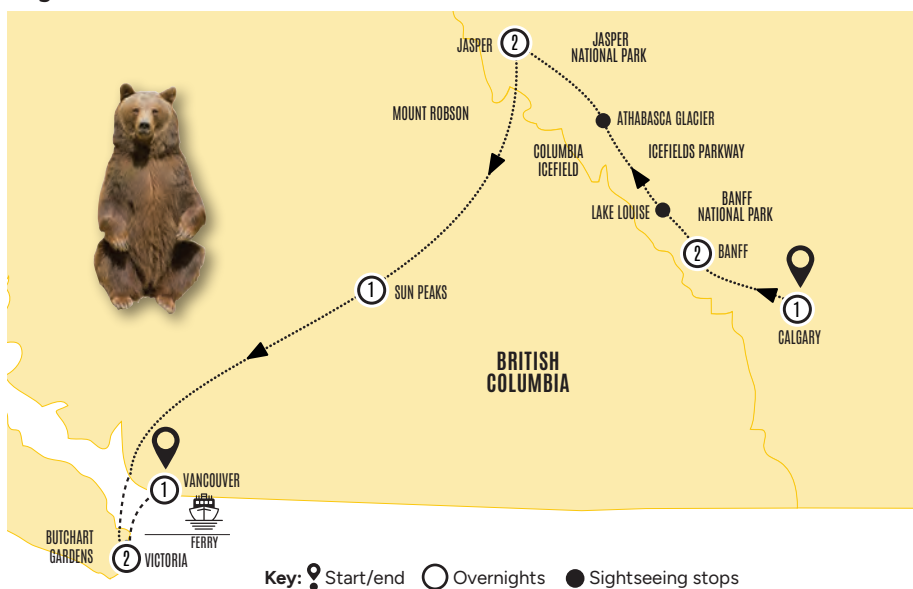 JASPER
2
JASPER
NATIONAL PARK
MOUNT ROBSON
ATHABASCA GLACIER
COLUMBIA
ICEFIELD
ICEFIELDS PARKWAY
BANFF
NATIONAL PARK
LAKE LOUISE
2
BANFF
1
CALGARY
1
SUN PEAKS
BRITISH
COLUMBIA
1
VANCOUVER
FERRY
BUTCHART
GARDENS
2
VICTORIA
Key: Start/end Overnights Sightseeing stops